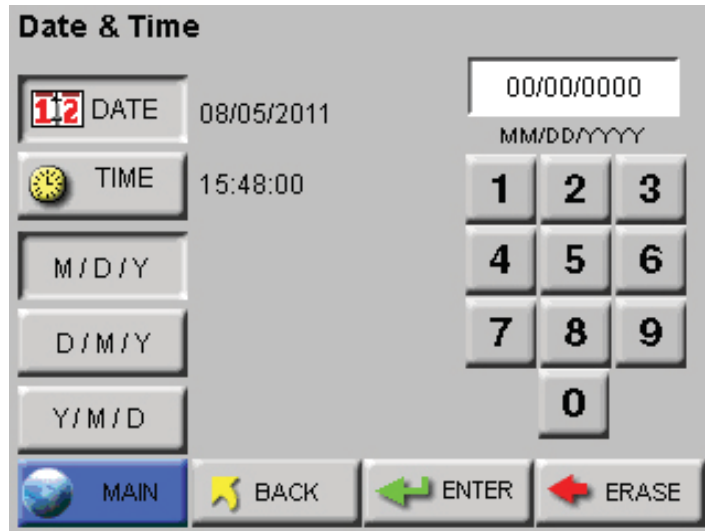 Date & Time
12 DATE 08/05/2011
00/00/0000
MM/DD/YYYY
TIME 15:48:00
1 2 3
M/D/Y
4 5 6
D/M/Y
7 8 9
Y/M/D
0
MAIN BACK ENTER ERASE